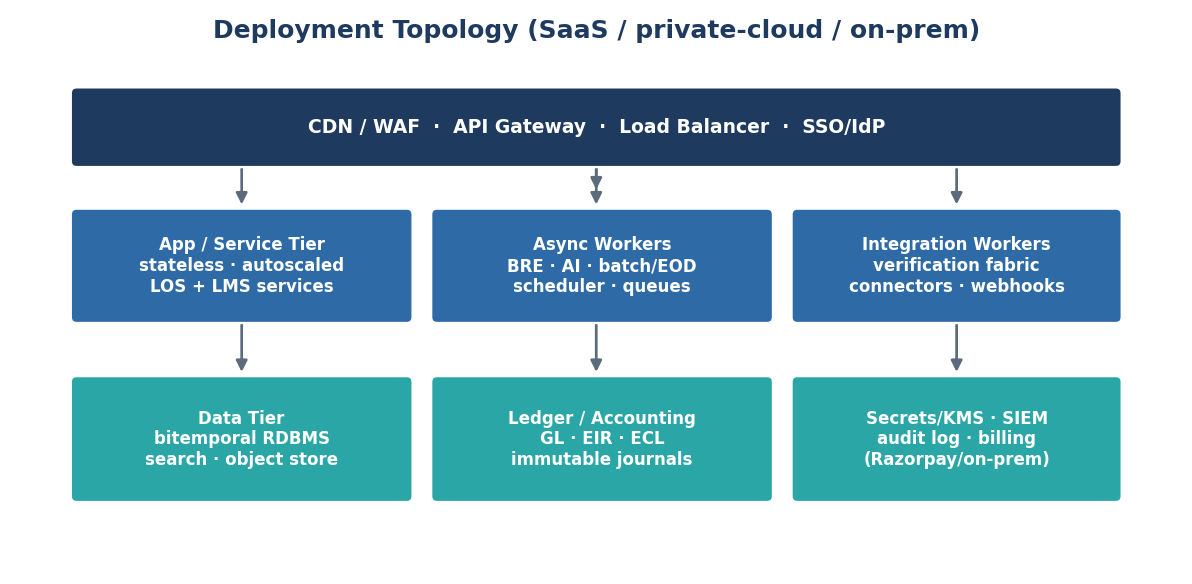 Deployment Topology (SaaS / private-cloud / on-prem)
CDN / WAF · API Gateway · Load Balancer · SSO/IdP
App / Service Tier
stateless · autoscaled
LOS + LMS services
Async Workers
BRE · AI · batch/EOD
scheduler · queues
Integration Workers
verification fabric
connectors · webhooks
Data Tier
bitemporal RDBMS
search · object store
Ledger / Accounting
GL · EIR · ECL
immutable journals
Secrets/KMS · SIEM
audit log · billing
(Razorpay/on-prem)